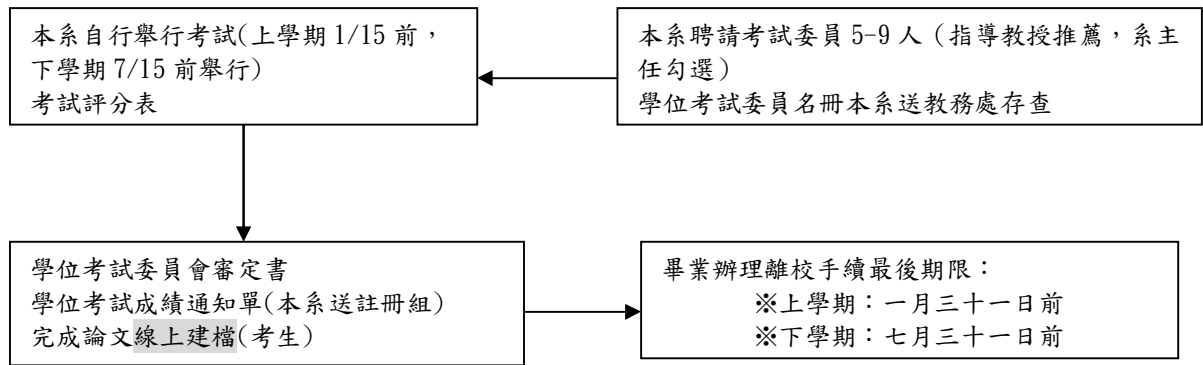 本系自行舉行考試(上學期 1/15 前，
下學期 7/15 前舉行)
考試評分表
本系聘請考試委員 5-9 人（指導教授推薦，系主
任勾選）
學位考試委員名冊本系送教務處存查
學位考試委員會審定書
學位考試成績通知單(本系送註冊組)
完成論文線上建檔(考生)
畢業辦理離校手續最後期限：
※上學期：一月三十一日前
※下學期：七月三十一日前